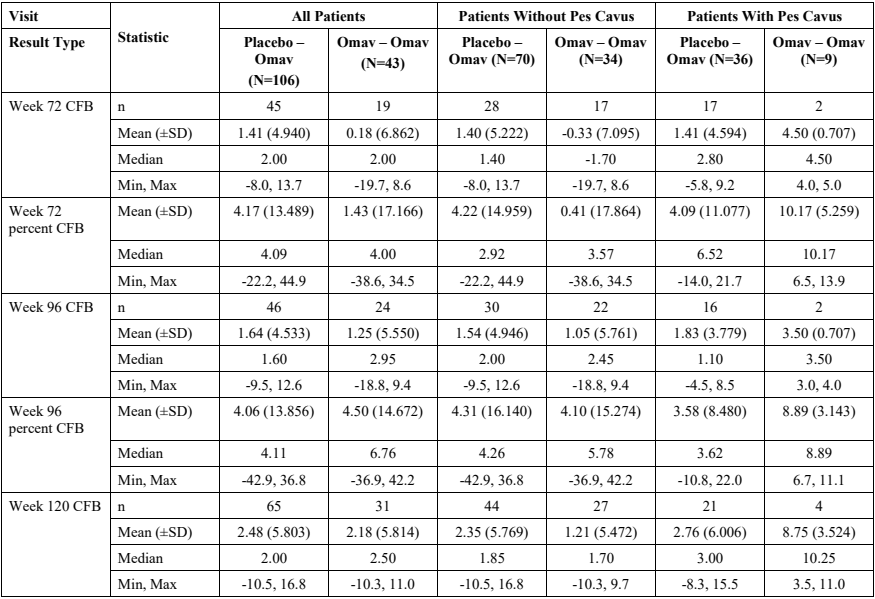 Visit All Patients Patients Without Pes Cavus Patients With Pes Cavus
Result Type Statistic Placebo – Omav (N=106) Omav – Omav (N=43) Placebo – Omav (N=70) Omav – Omav (N=34) Placebo – Omav (N=36) Omav – Omav (N=9)
Week 72 CFB n 45 19 28 17 17 2
Mean (±SD) 1.41 (4.940) 0.18 (6.862) 1.40 (5.222) -0.33 (7.095) 1.41 (4.594) 4.50 (0.707)
Median 2.00 2.00 1.40 -1.70 2.80 4.50
Min, Max -8.0, 13.7 -19.7, 8.6 -8.0, 13.7 -19.7, 8.6 -5.8, 9.2 4.0, 5.0
Week 72 percent CFB Mean (±SD) 4.17 (13.489) 1.43 (17.166) 4.22 (14.959) 0.41 (17.864) 4.09 (11.077) 10.17 (5.259)
Median 4.09 4.00 2.92 3.57 6.52 10.17
Min, Max -22.2, 44.9 -38.6, 34.5 -22.2, 44.9 -38.6, 34.5 -14.0, 21.7 6.5, 13.9
Week 96 CFB n 46 24 30 22 16 2
Mean (±SD) 1.64 (4.533) 1.25 (5.550) 1.54 (4.946) 1.05 (5.761) 1.83 (3.779) 3.50 (0.707)
Median 1.60 2.95 2.00 2.45 1.10 3.50
Min, Max -9.5, 12.6 -18.8, 9.4 -9.5, 12.6 -18.8, 9.4 -4.5, 8.5 3.0, 4.0
Week 96 percent CFB Mean (±SD) 4.06 (13.856) 4.50 (14.672) 4.31 (16.140) 4.10 (15.274) 3.58 (8.480) 8.89 (3.143)
Median 4.11 6.76 4.26 5.78 3.62 8.89
Min, Max -42.9, 36.8 -36.9, 42.2 -42.9, 36.8 -36.9, 42.2 -10.8, 22.0 6.7, 11.1
Week 120 CFB n 65 31 44 27 21 4
Mean (±SD) 2.48 (5.803) 2.18 (5.814) 2.35 (5.769) 1.21 (5.472) 2.76 (6.006) 8.75 (3.524)
Median 2.00 2.50 1.85 1.70 3.00 10.25
Min, Max -10.5, 16.8 -10.3, 11.0 -10.5, 16.8 -10.3, 9.7 -8.3, 15.5 3.5, 11.0